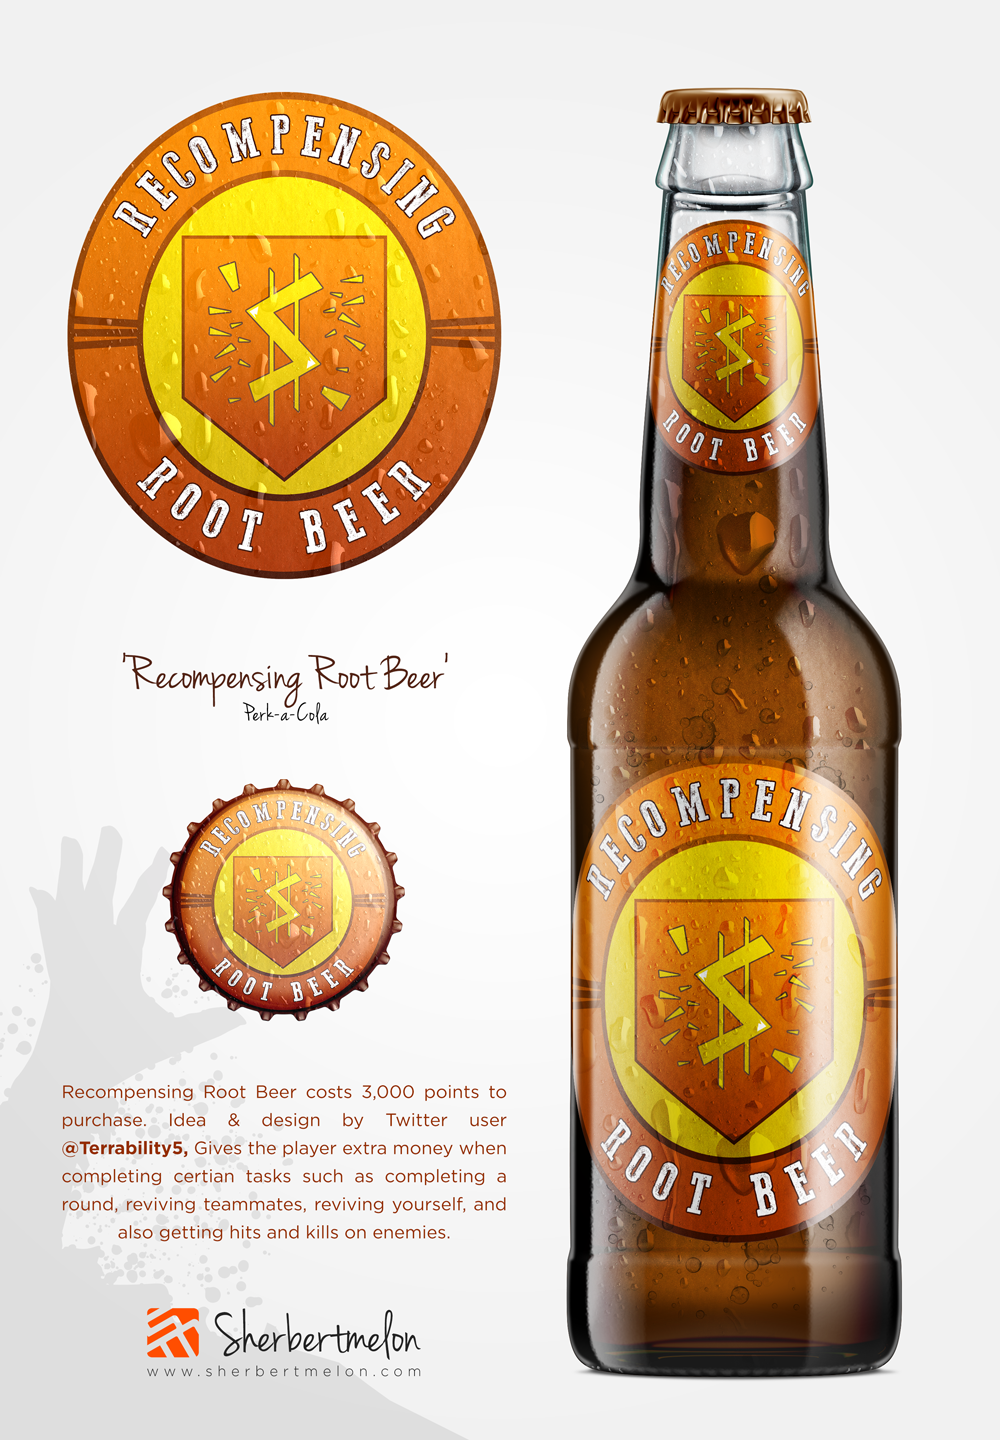 RECOMPENSING
ROOT BEER
RECOMPENSING
ROOT BEER
'Recompensing Root Beer'
Perk-a-Cola
RECOMPENSING
ROOT BEER
RECOMPENSING
ROOT BEER
Recompensing Root Beer costs 3,000 points to
purchase. Idea & design by Twitter user
@Terrability5, Gives the player extra money when
completing certian tasks such as completing a
round, reviving teammates, reviving yourself, and
also getting hits and kills on enemies.
Sherbertmelon
www.sherbertmelon.com